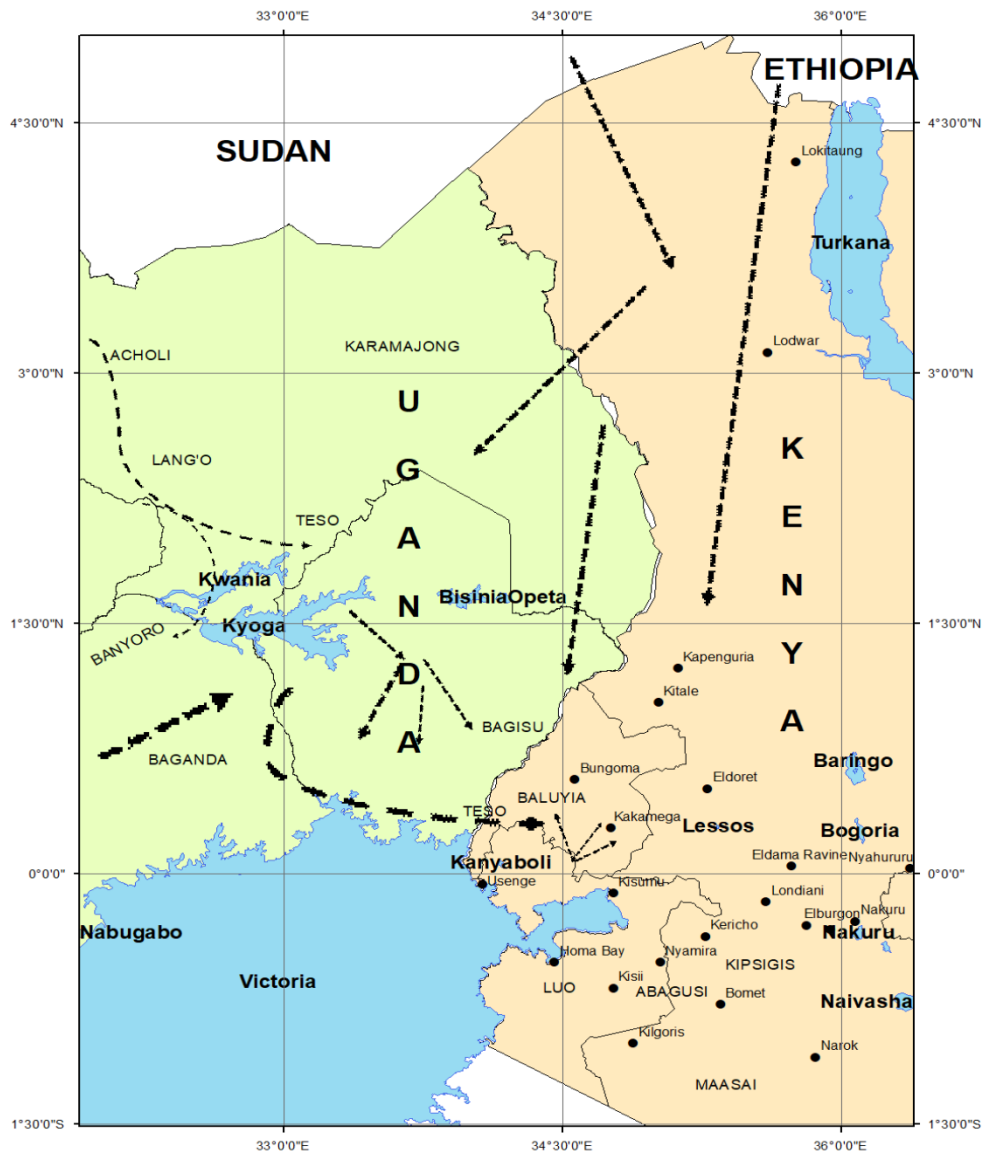 33°0'0"E 34°30'0"E 36°0'0"E
ETHIOPIA
4°30'0"N 4°30'0"N
SUDAN
Lokitaung
Turkana
ACHOLI
KARAMAJONG
Lodwar
3°0'0"N 3°0'0"N
U
K
LANG'O
G
TESO
E
A
Kwania
N
BisiniaOpeta
N
Kyoga
1°30'0"N 1°30'0"N
BANYORO
Kapenguria
Y
D
Kitale
BAGISU
A
A
BAGANDA
Baringo
Bungoma
Eldoret
BALUYIA
TESO
Kakamega
Lessos
Bogoria
Kanyaboli
Eldama Ravine
Nyahururu
0°0'0" 0°0'0"
Usenge
Kisumu
Londiani
Elburgon
Nakuru
Kericho
Nabugabo
Nakuru
Homa Bay
Nyamira
KIPSIGIS
Victoria
Kisii
LUO
ABAGUSI
Bomet
Naivasha
Kilgoris
Narok
MAASAI
1°30'0"S 1°30'0"S
33°0'0"E 34°30'0"E 36°0'0"E